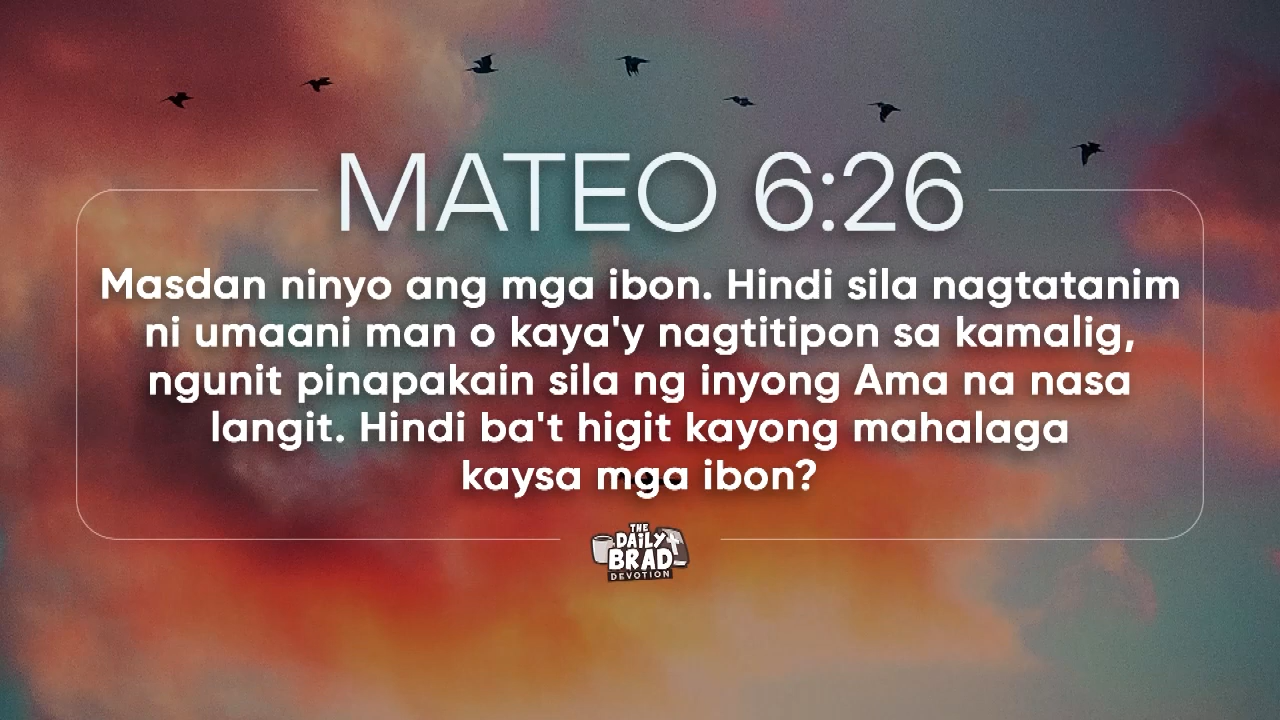 MATEO 6:26
Masdan ninyo ang mga ibon. Hindi sila nagtatanim
ni umaani man o kaya'y nagtitipon sa kamalig,
ngunit pinapakain sila ng inyong Ama na nasa
langit. Hindi ba't higit kayong mahalaga
kaysa mga ibon?
THE
DAILY
BRAD
DEVOTION